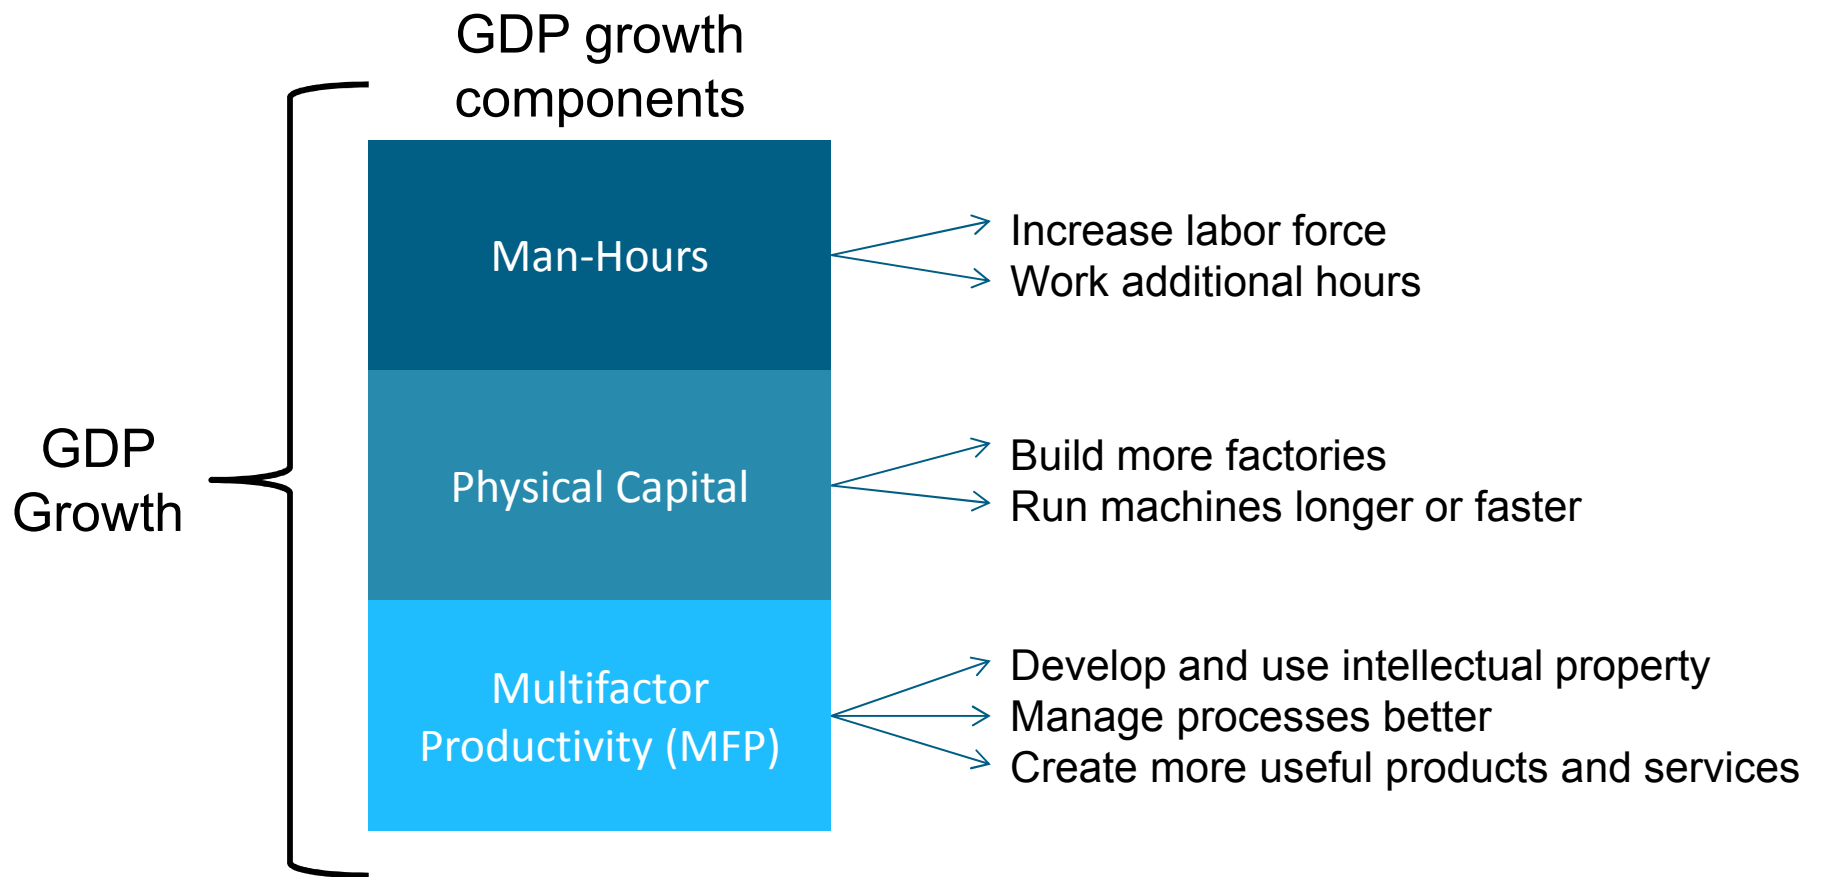 GDP growth
components
GDP
Growth
Man-Hours
Increase labor force
Work additional hours
Physical Capital
Build more factories
Run machines longer or faster
Multifactor
Productivity (MFP)
Develop and use intellectual property
Manage processes better
Create more useful products and services